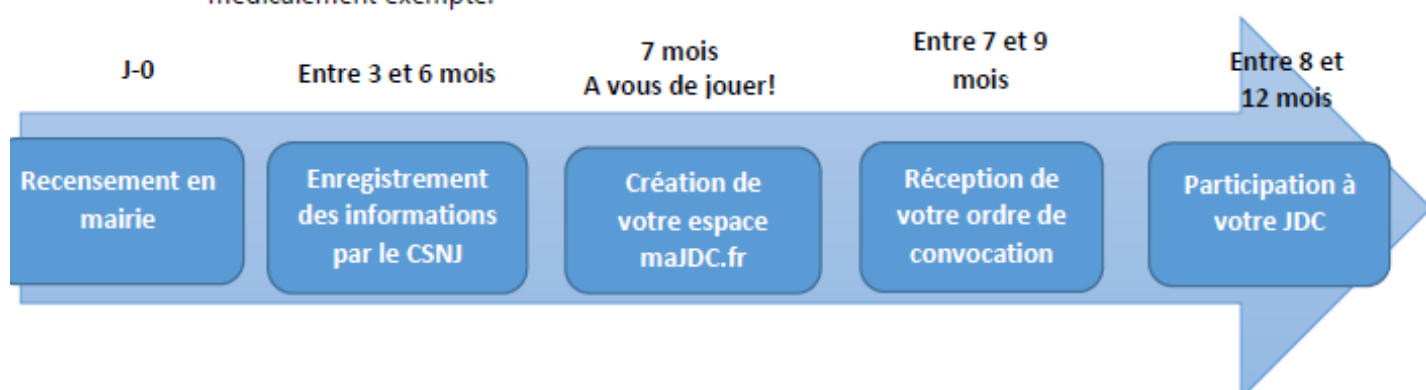 médicalement exempté.
J-0
Entre 3 et 6 mois
7 mois
A vous de jouer!
Entre 7 et 9
mois
Entre 8 et
12 mois
Recensement en
mairie
Enregistrement
des informations
par le CSNJ
Création de
votre espace
maJDC.fr
Réception de
votre ordre de
convocation
Participation à
votre JDC